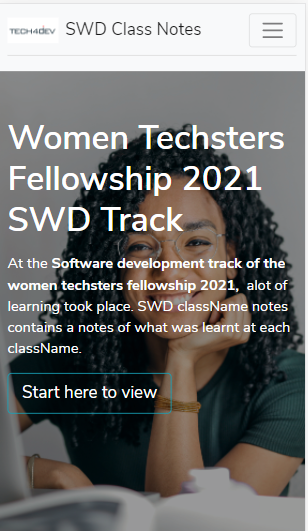 TECH4DEV SWD Class Notes
Women Techsters
Fellowship 2021
SWD Track
At the Software development track of the
women techsters fellowship 2021, alot of
learning took place. SWD className notes
contains a notes of what was learnt at each
className.
Start here to view